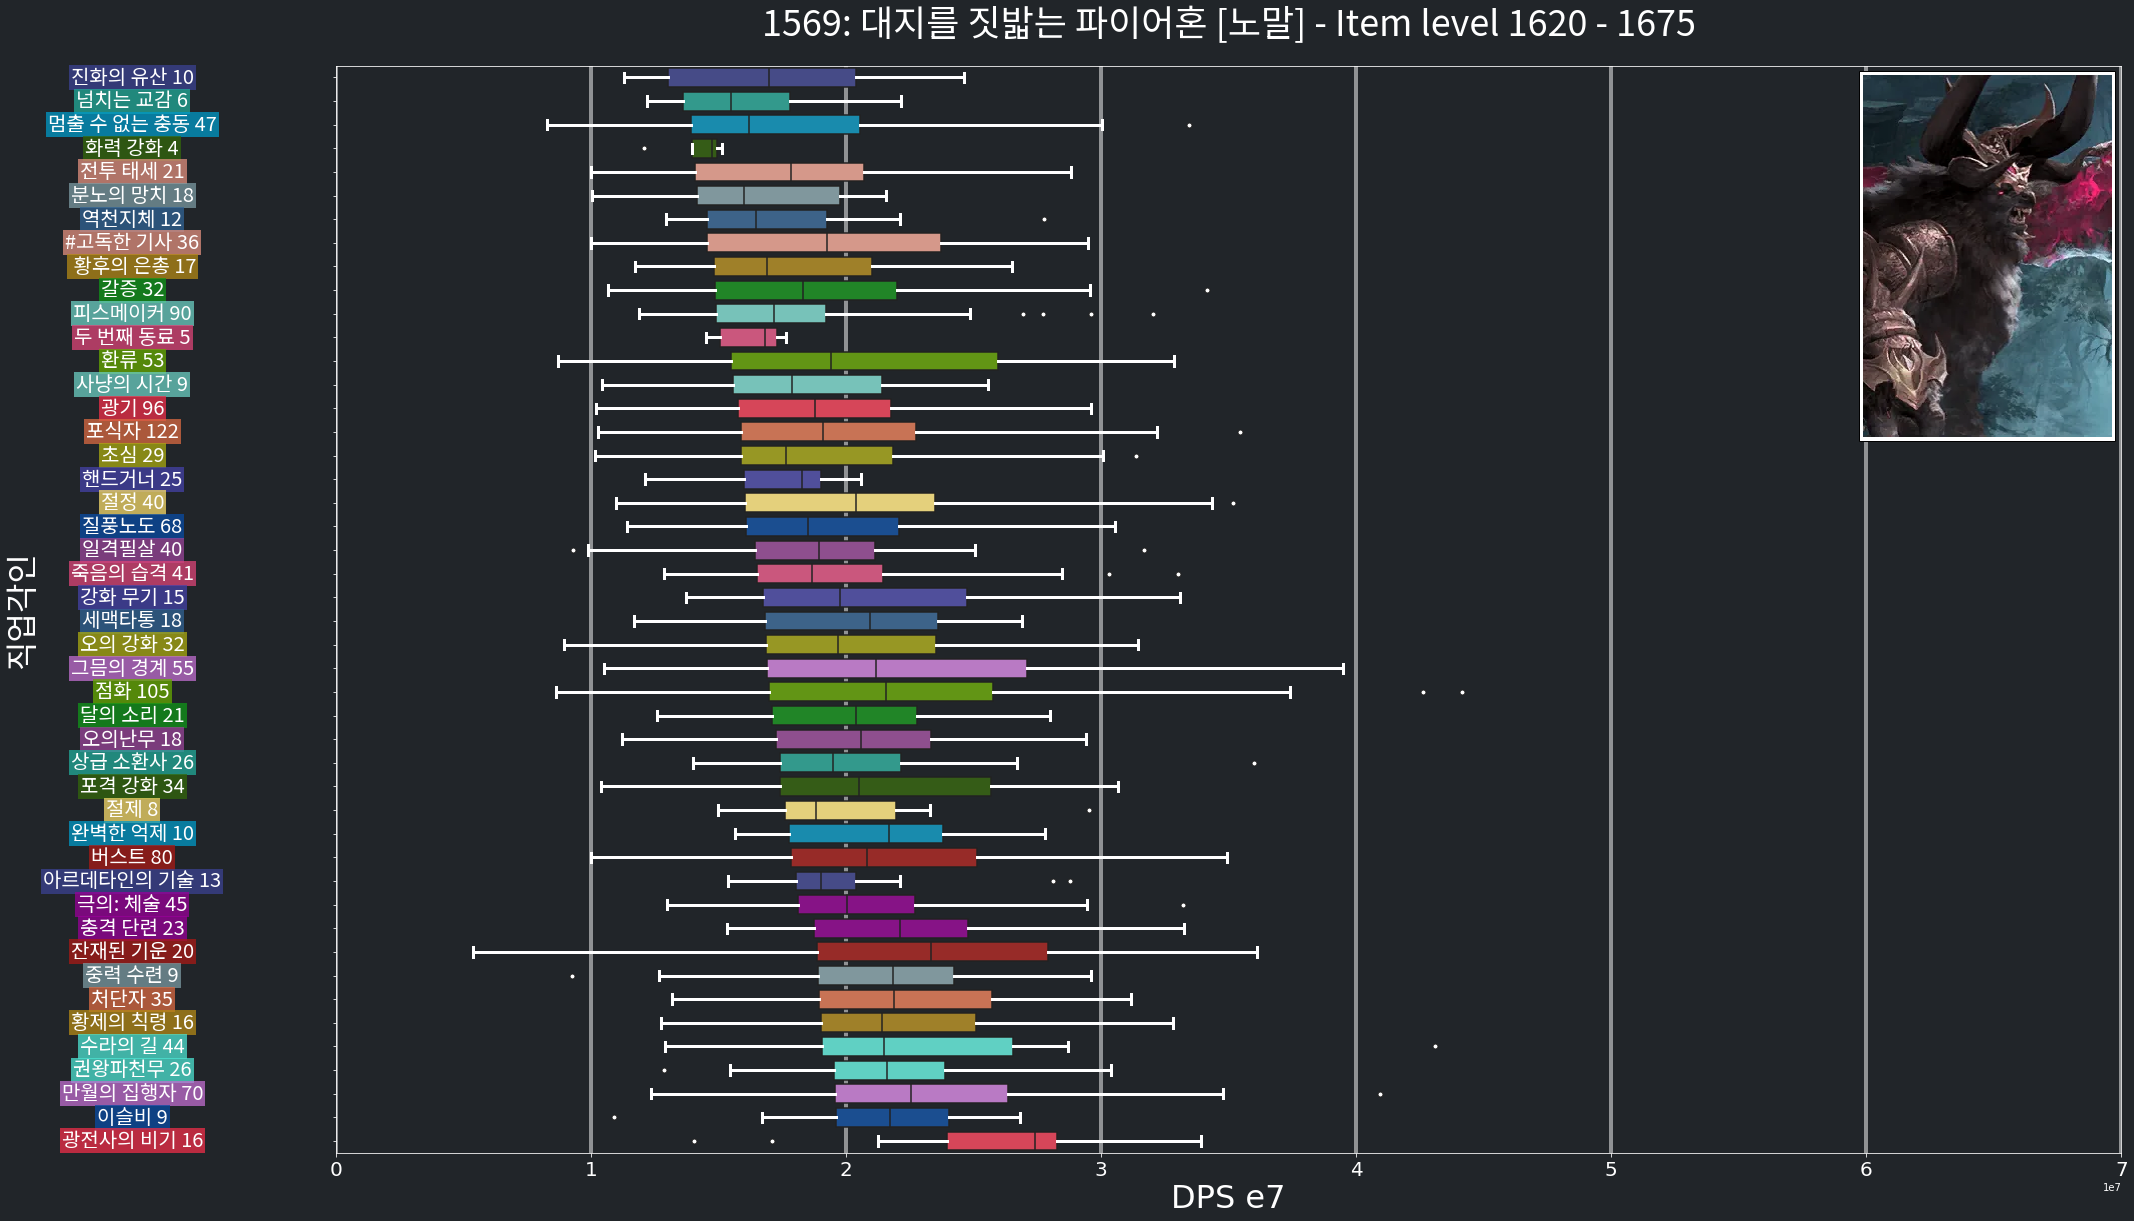 1569: 대지를 짓밟는 파이어혼 [노말] - Item level 1620 - 1675
진화의 유산 10
넘치는 교감 6
멈출 수 없는 충동 47
화력 강화 4
전투 태세 21
분노의 망치 18
역천지체 12
#고독한 기사 36
황후의 은총 17
갈증 32
피스메이커 90
두 번째 동료 5
환류 53
사냥의 시간 9
광기 96
포식자 122
초심 29
핸드거너 25
절정 40
질풍노도 68
일격필살 40
죽음의 습격 41
강화 무기 15
세맥타통 18
오의 강화 32
그믐의 경계 55
점화 105
달의 소리 21
오의난무 18
상급 소환사 26
포격 강화 34
절제 8
완벽한 억제 10
버스트 80
아르데타인의 기술 13
극의: 체술 45
충격 단련 23
잔재된 기운 20
중력 수련 9
처단자 35
황제의 칙령 16
수라의 길 44
권왕파천무 26
만월의 집행자 70
이슬비 9
광전사의 비기 16
직업각인
0 1 2 3 4 5 6 7
1e7
DPS e7